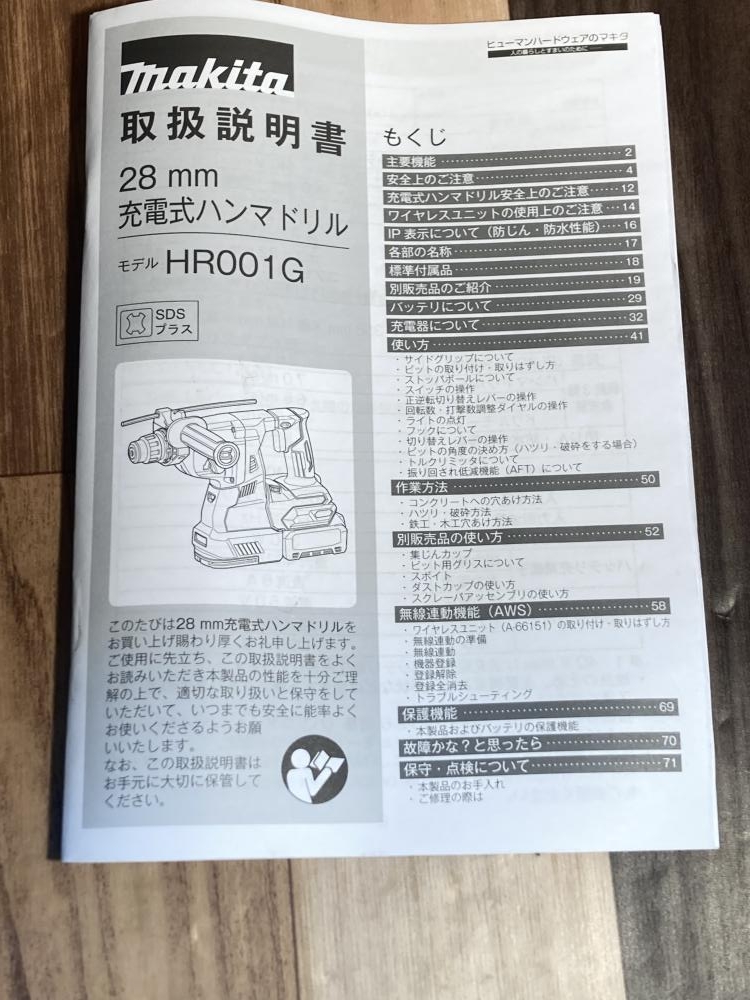 ヒューマンハードウェアのマキタ
人の暮らしとすまいのために
makita
取扱説明書
28 mm
充電式ハンマドリル
モデル HR001G
SDS
プラス
このたびは28 mm充電式ハンマドリルを
お買い上げ賜わり厚くお礼申し上げます。
ご使用に先立ち、この取扱説明書をよく
お読みいただき本製品の性能を十分ご理
解の上で、適切な取り扱いと保守をして
いただいて、いつまでも安全に能率よく
お使いくださるようお願
いいたします。
なお、この取扱説明書は
お手元に大切に保管して
ください。
もくじ
主要機能 2
安全上のご注意 4
充電式ハンマドリル安全上のご注意 12
ワイヤレスユニットの使用上のご注意 14
IP 表示について（防じん・防水性能） 16
各部の名称 17
標準付属品 18
別販売品のご紹介 19
バッテリについて 29
充電器について 32
使い方 41
・サイドグリップについて
・ビットの取り付け・取りはずし方
・ストッパポールについて
・スイッチの操作
・正逆転切り替えレバーの操作
・回転数・打撃数調整ダイヤルの操作
・ライトの点灯
・フックについて
・切り替えレバーの操作
・ビットの角度の決め方（ハツリ・破砕をする場合）
・トルクリミッタについて
・振り回され低減機能（AFT）について
作業方法 50
・コンクリートへの穴あけ方法
・ハツリ・破砕方法
・鉄工・木工穴あけ方法
別販売品の使い方 52
・集じんカップ
・ビット用グリスについて
・スポイト
・ダストカップの使い方
・スクレーパアッセンブリの使い方
無線連動機能（AWS） 58
・ワイヤレスユニット（A-66151）の取り付け・取りはずし方
・無線連動の準備
・無線連動
・機器登録
・登録解除
・登録全消去
・トラブルシューティング
保護機能 69
・本製品およびバッテリの保護機能
故障かな？と思ったら 70
保守・点検について 71
・本製品のお手入れ
・ご修理の際は